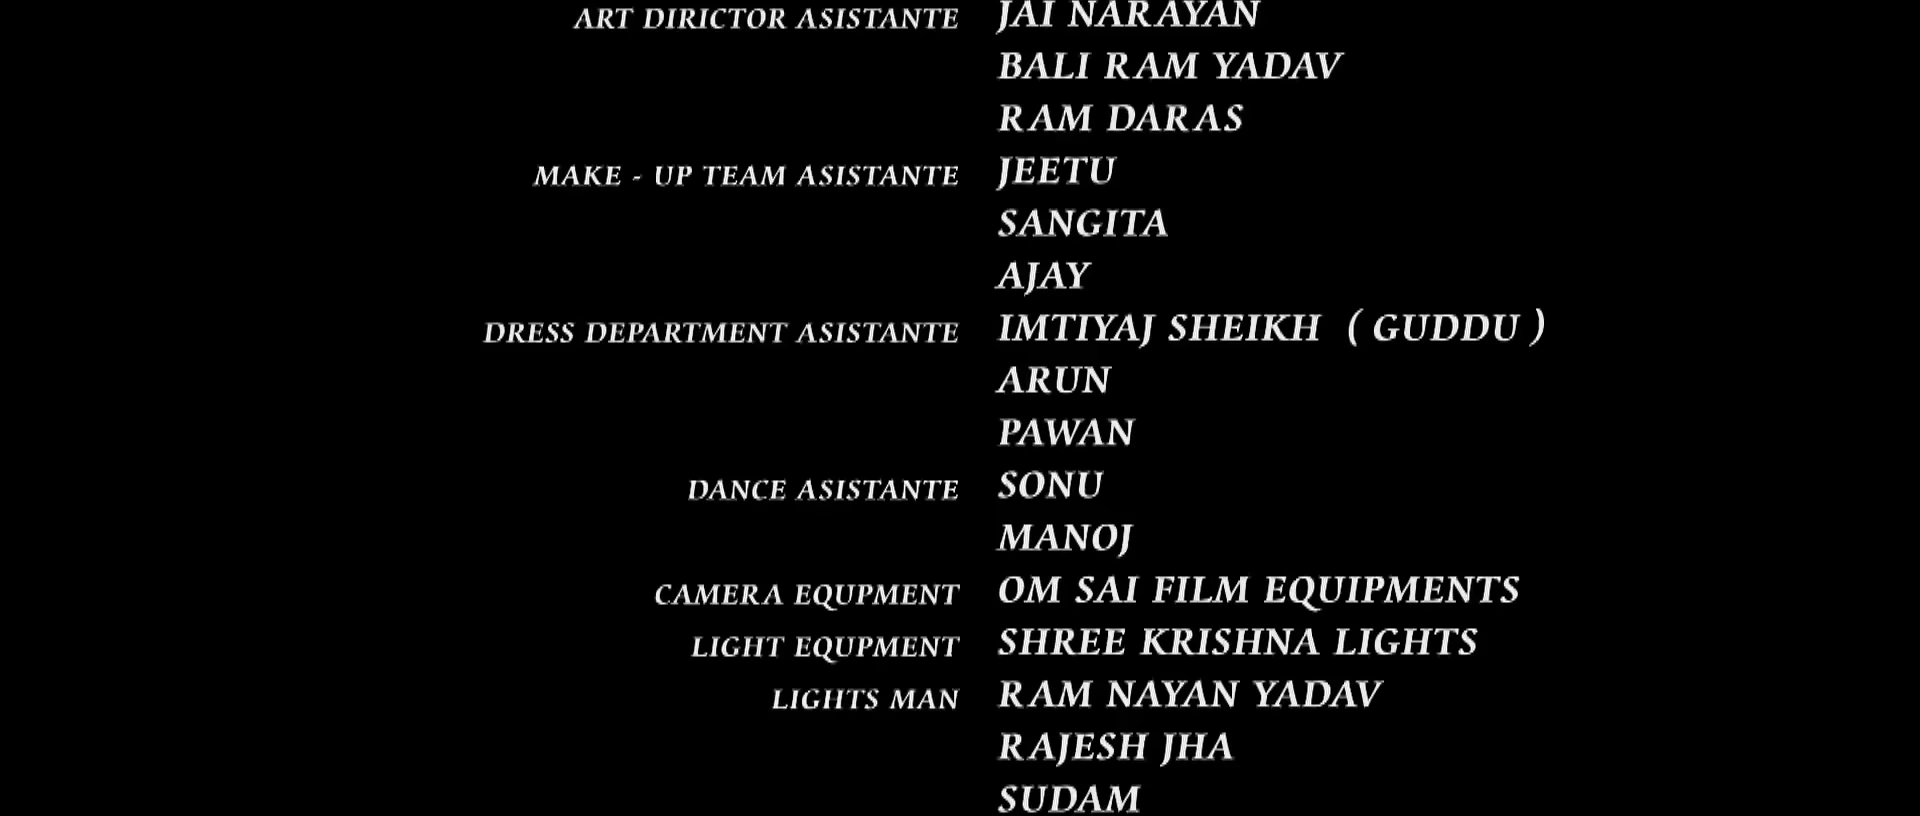 ART DIRICTOR ASISTANTE JAI NARAYAN
BALI RAM YADAV
RAM DARAS
MAKE - UP TEAM ASISTANTE JEETU
SANGITA
AJAY
DRESS DEPARTMENT ASISTANTE IMTIYAJ SHEIKH ( GUDDU )
ARUN
PAWAN
DANCE ASISTANTE SONU
MANOJ
CAMERA EQUPMENT OM SAI FILM EQUIPMENTS
LIGHT EQUPMENT SHREE KRISHNA LIGHTS
LIGHTS MAN RAM NAYAN YADAV
RAJESH JHA
SUDAM